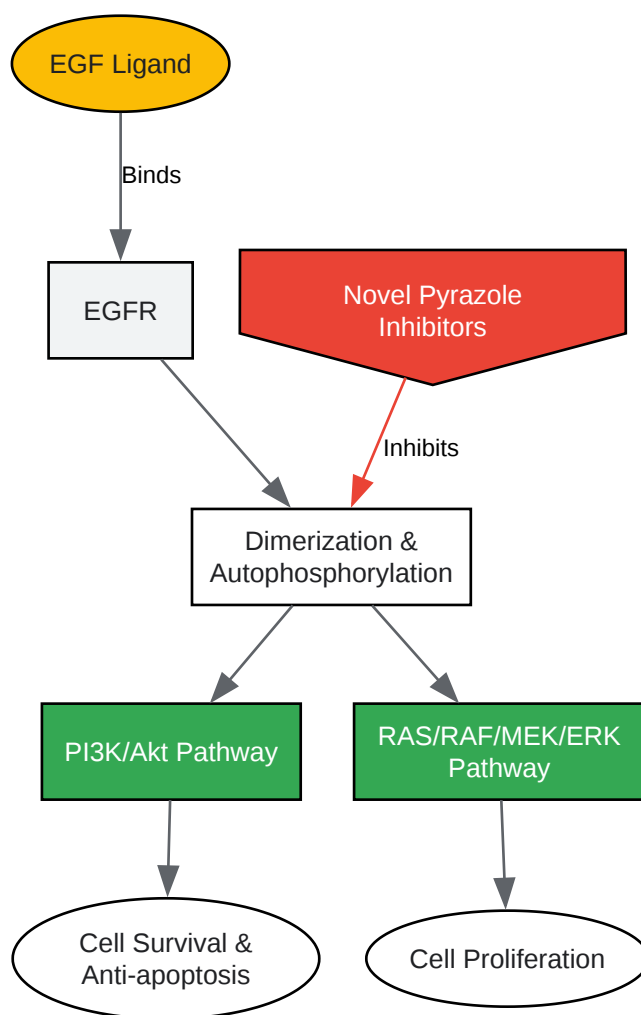 EGF Ligand
Binds
EGFR
Novel Pyrazole
Inhibitors
Inhibits
Dimerization &
Autophosphorylation
PI3K/Akt Pathway
RAS/RAF/MEK/ERK
Pathway
Cell Survival &
Anti-apoptosis
Cell Proliferation